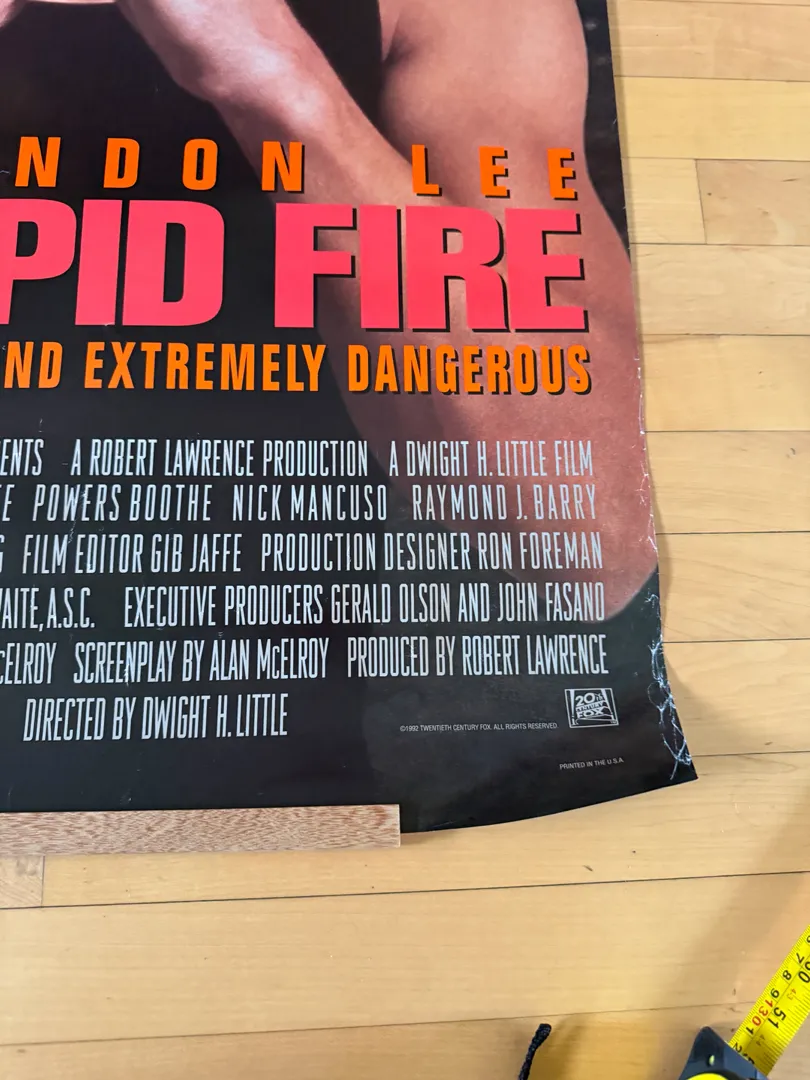 NDON LEE
PID FIRE
ND EXTREMELY DANGEROUS
ENTS A ROBERT LAWRENCE PRODUCTION A DWIGHT H. LITTLE FILM
E POWERS BOOTHE NICK MANCUSO RAYMOND J. BARRY
G FILM EDITOR GIB JAFFE PRODUCTION DESIGNER RON FOREMAN
AITE, A.S.C. EXECUTIVE PRODUCERS GERALD OLSON AND JOHN FASANO
CELROY SCREENPLAY BY ALAN McELROY PRODUCED BY ROBERT LAWRENCE
DIRECTED BY DWIGHT H. LITTLE
©1992 TWENTIETH CENTURY FOX. ALL RIGHTS RESERVED.
20th
CENTURY
FOX
PRINTED IN THE U.S.A.